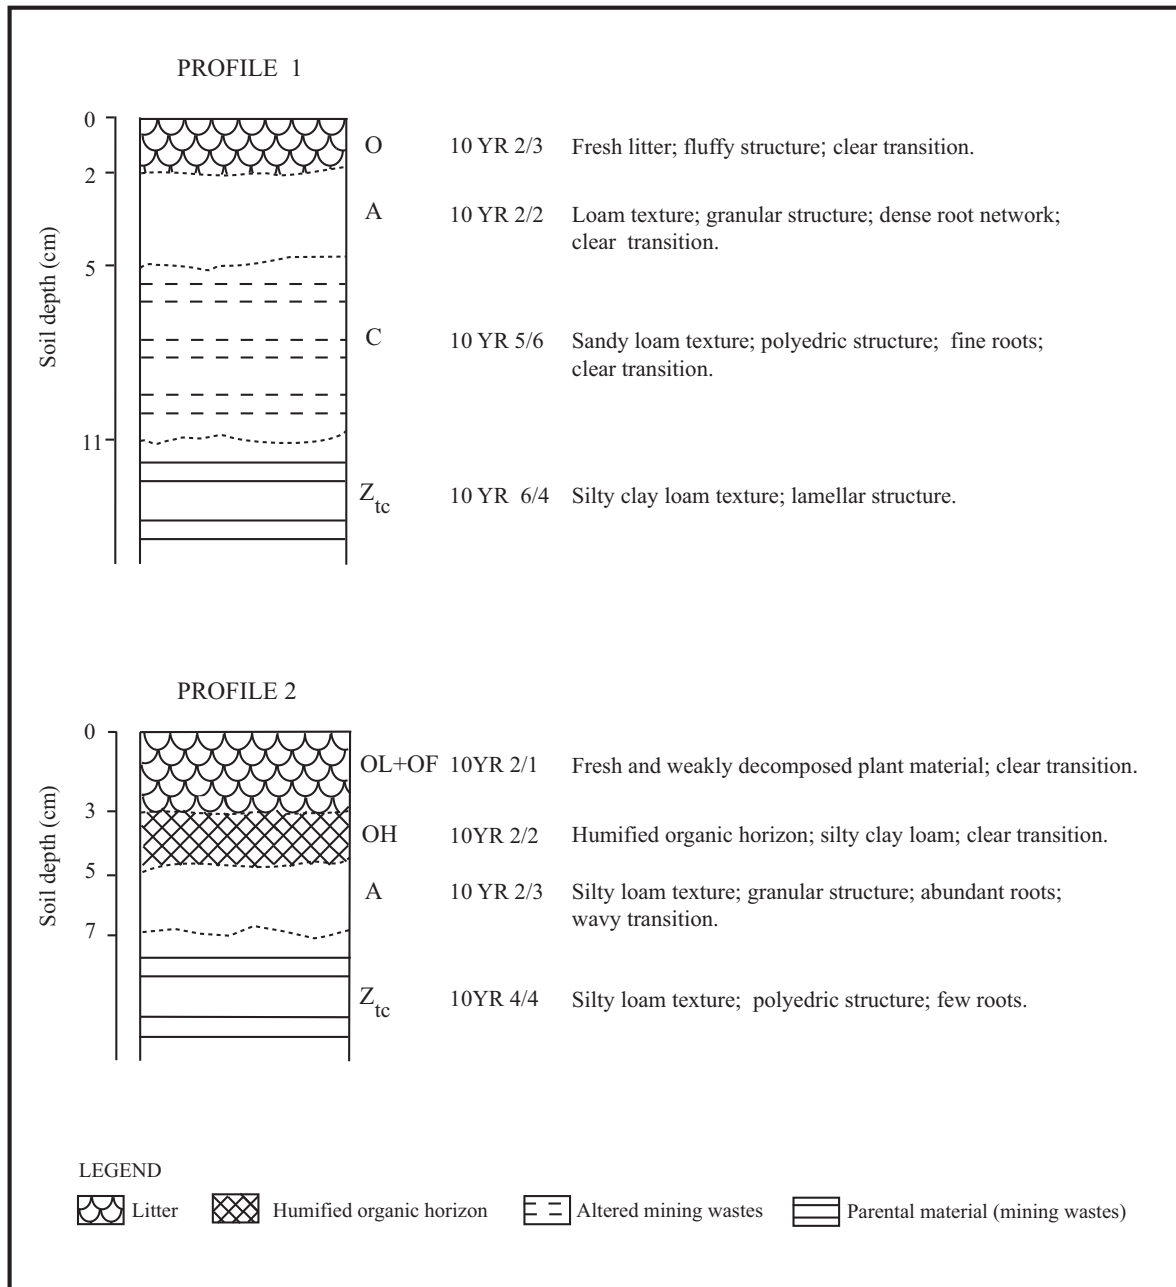 PROFILE 1
Soil depth (cm)
0
2
5
11
O 10 YR 2/3 Fresh litter; fluffy structure; clear transition.
A 10 YR 2/2 Loam texture; granular structure; dense root network;
clear transition.
C 10 YR 5/6 Sandy loam texture; polyedric structure; fine roots;
clear transition.
Ztc 10 YR 6/4 Silty clay loam texture; lamellar structure.
PROFILE 2
Soil depth (cm)
0
3
5
7
OL+OF 10YR 2/1 Fresh and weakly decomposed plant material; clear transition.
OH 10YR 2/2 Humified organic horizon; silty clay loam; clear transition.
A 10 YR 2/3 Silty loam texture; granular structure; abundant roots;
wavy transition.
Ztc 10YR 4/4 Silty loam texture; polyedric structure; few roots.
LEGEND
Litter Humified organic horizon Altered mining wastes Parental material (mining wastes)